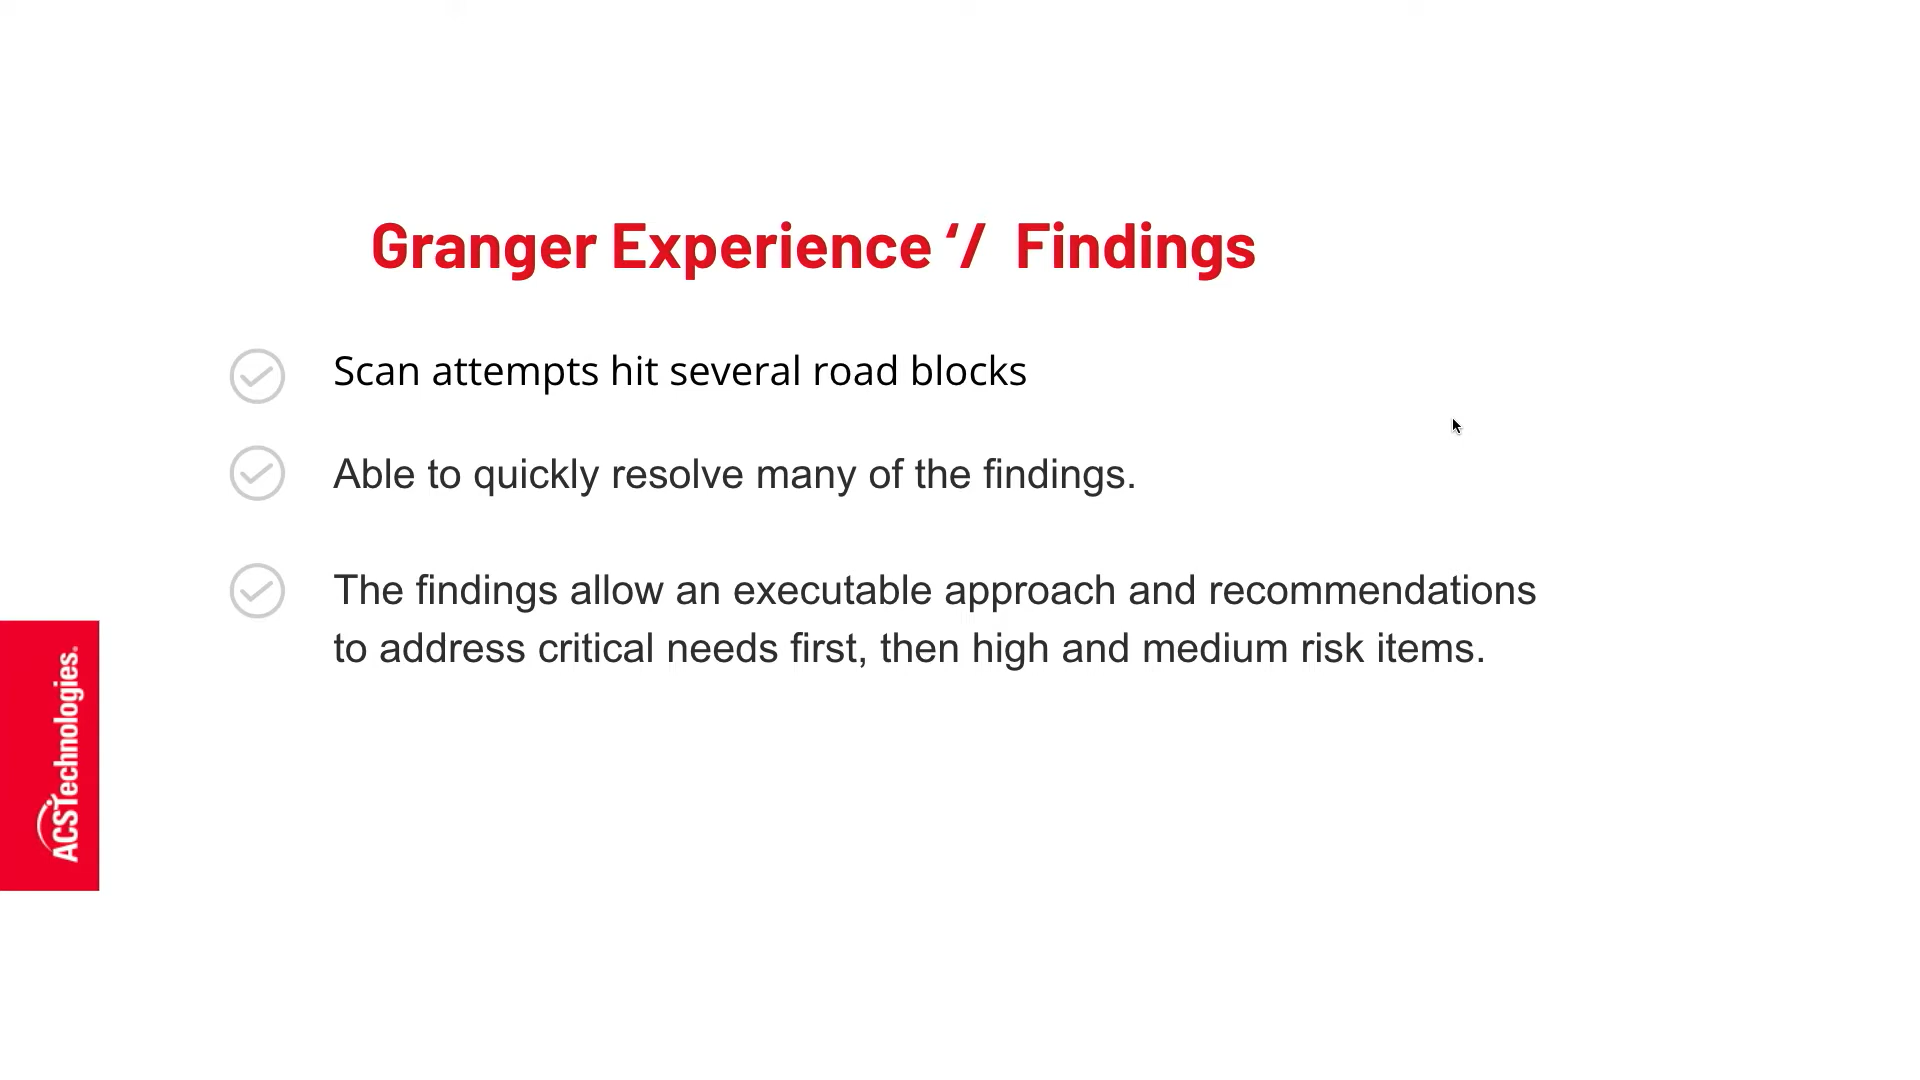 Granger Experience ‘/ Findings
Scan attempts hit several road blocks
Able to quickly resolve many of the findings.
The findings allow an executable approach and recommendations
to address critical needs first, then high and medium risk items.
ACSTechnologies.